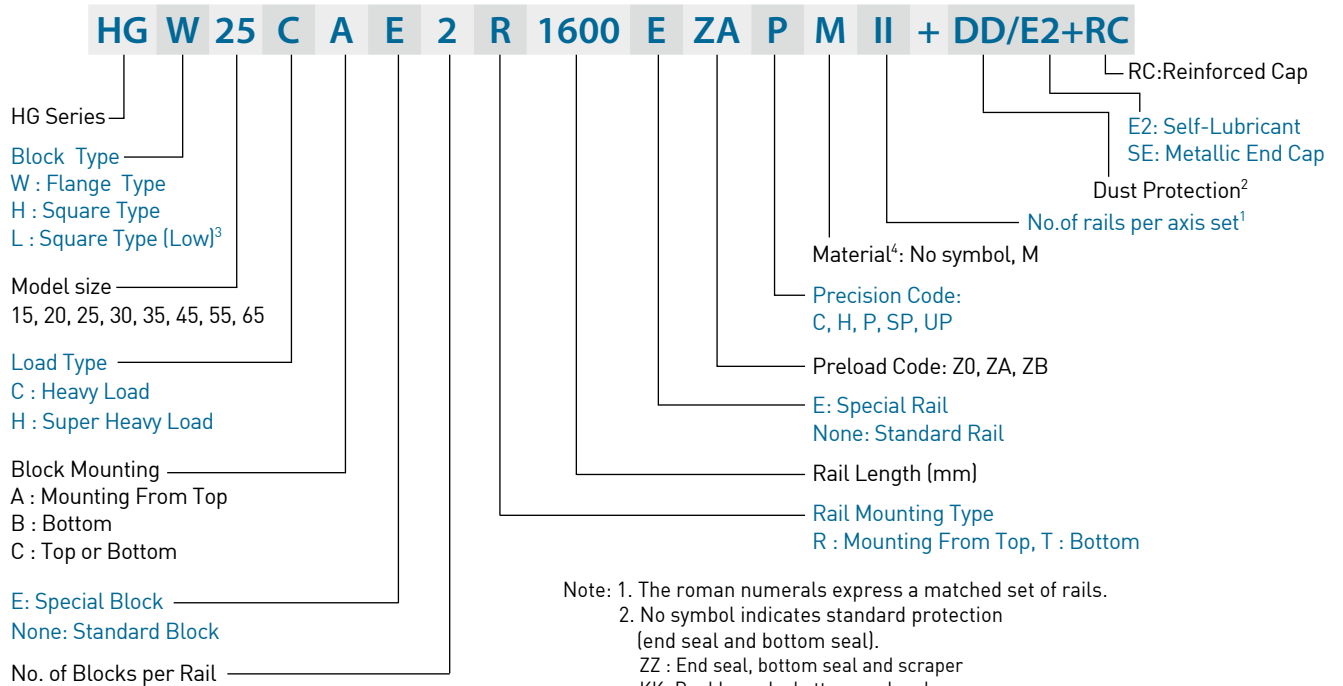 HG W 25 C A E 2 R 1600 E ZA P M II + DD/E2+RC
HG Series
Block Type
W : Flange Type
H : Square Type
L : Square Type (Low)3
Model size
15, 20, 25, 30, 35, 45, 55, 65
Load Type
C : Heavy Load
H : Super Heavy Load
Block Mounting
A : Mounting From Top
B : Bottom
C : Top or Bottom
E: Special Block
None: Standard Block
No. of Blocks per Rail
RC:Reinforced Cap
E2: Self-Lubricant
SE: Metallic End Cap
Dust Protection2
No.of rails per axis set1
Material4: No symbol, M
Precision Code:
C, H, P, SP, UP
Preload Code: Z0, ZA, ZB
E: Special Rail
None: Standard Rail
Rail Length (mm)
Rail Mounting Type
R : Mounting From Top, T : Bottom
Note: 1. The roman numerals express a matched set of rails.
2. No symbol indicates standard protection
(end seal and bottom seal).
ZZ : End seal, bottom seal and scraper